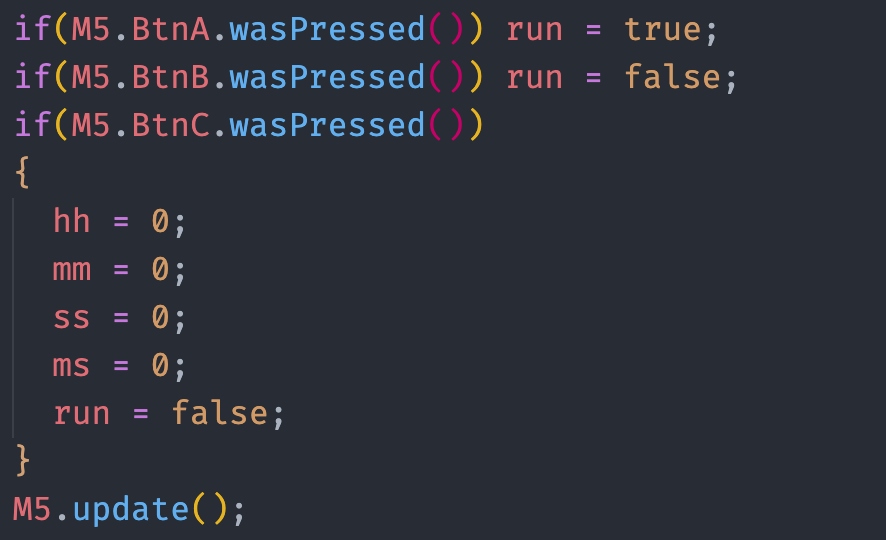 if(M5.BtnA.wasPressed()) run = true;
if(M5.BtnB.wasPressed()) run = false;
if(M5.BtnC.wasPressed())
{
  hh = 0;
  mm = 0;
  ss = 0;
  ms = 0;
  run = false;
}
M5.update();